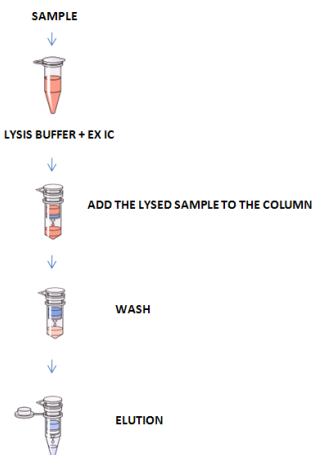 SAMPLE
LYSIS BUFFER + EX IC
ADD THE LYSED SAMPLE TO THE COLUMN
WASH
ELUTION